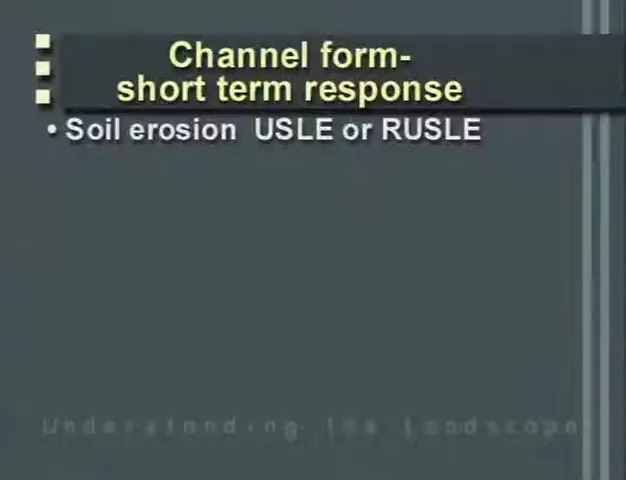 Channel form-
short term response
• Soil erosion  USLE or RUSLE
Understanding the Landscape